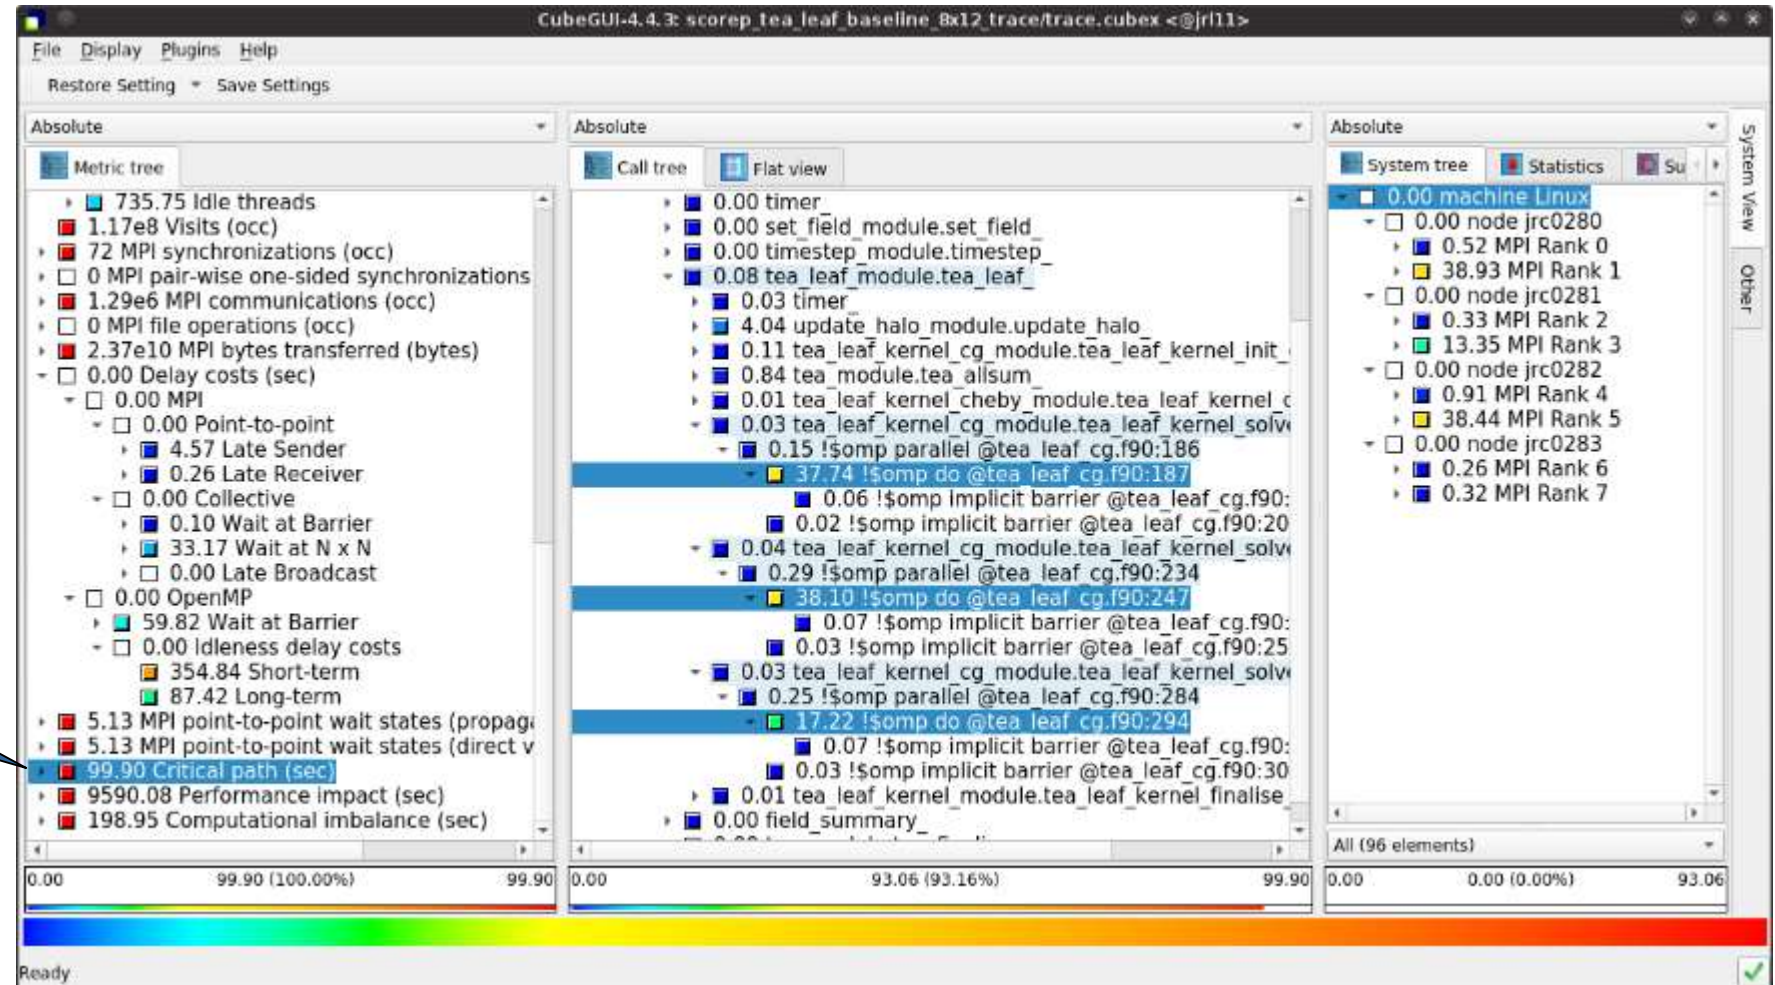 CubeGUI-4.4.3: scorep_tea_leaf_baseline_8x12_trace/trace.cubex <@jrl11>
File Display Plugins Help
Restore Setting Save Settings
Absolute
Metric tree
735.75 Idle threads
1.17e8 Visits (occ)
72 MPI synchronizations (occ)
0 MPI pair-wise one-sided synchronizations
1.29e6 MPI communications (occ)
0 MPI file operations (occ)
2.37e10 MPI bytes transferred (bytes)
0.00 Delay costs (sec)
0.00 MPI
0.00 Point-to-point
4.57 Late Sender
0.26 Late Receiver
0.00 Collective
0.10 Wait at Barrier
33.17 Wait at N x N
0.00 Late Broadcast
0.00 OpenMP
59.82 Wait at Barrier
0.00 Idleness delay costs
354.84 Short-term
87.42 Long-term
5.13 MPI point-to-point wait states (propaga
5.13 MPI point-to-point wait states (direct v
99.90 Critical path (sec)
9590.08 Performance impact (sec)
198.95 Computational imbalance (sec)
0.00 99.90 (100.00%) 99.90
Absolute
Call tree Flat view
0.00 timer_
0.00 set_field_module.set_field_
0.00 timestep_module.timestep_
0.08 tea_leaf_module.tea_leaf_
0.03 timer_
4.04 update_halo_module.update_halo_
0.11 tea_leaf_kernel_cg_module.tea_leaf_kernel_init_
0.84 tea_module.tea_allsum_
0.01 tea_leaf_kernel_cheby_module.tea_leaf_kernel_c
0.03 tea_leaf_kernel_cg_module.tea_leaf_kernel_solv
0.15 !$omp parallel @tea_leaf_cg.f90:186
37.74 !$omp do @tea_leaf_cg.f90:187
0.06 !$omp implicit barrier @tea_leaf_cg.f90:
0.02 !$omp implicit barrier @tea_leaf_cg.f90:20
0.04 tea_leaf_kernel_cg_module.tea_leaf_kernel_solv
0.29 !$omp parallel @tea_leaf_cg.f90:234
38.10 !$omp do @tea_leaf_cg.f90:247
0.07 !$omp implicit barrier @tea_leaf_cg.f90:
0.03 !$omp implicit barrier @tea_leaf_cg.f90:25
0.03 tea_leaf_kernel_cg_module.tea_leaf_kernel_solv
0.25 !$omp parallel @tea_leaf_cg.f90:284
17.22 !$omp do @tea_leaf_cg.f90:294
0.07 !$omp implicit barrier @tea_leaf_cg.f90:
0.03 !$omp implicit barrier @tea_leaf_cg.f90:30
0.01 tea_leaf_kernel_module.tea_leaf_kernel_finalise_
0.00 field_summary_
0.00 93.06 (93.16%) 99.90
Absolute
System tree Statistics Su
0.00 machine Linux
0.00 node jrc0280
0.52 MPI Rank 0
38.93 MPI Rank 1
0.00 node jrc0281
0.33 MPI Rank 2
13.35 MPI Rank 3
0.00 node jrc0282
0.91 MPI Rank 4
38.44 MPI Rank 5
0.00 node jrc0283
0.26 MPI Rank 6
0.32 MPI Rank 7
All (96 elements)
0.00 0.00 (0.00%) 93.06
System View
Other
Ready